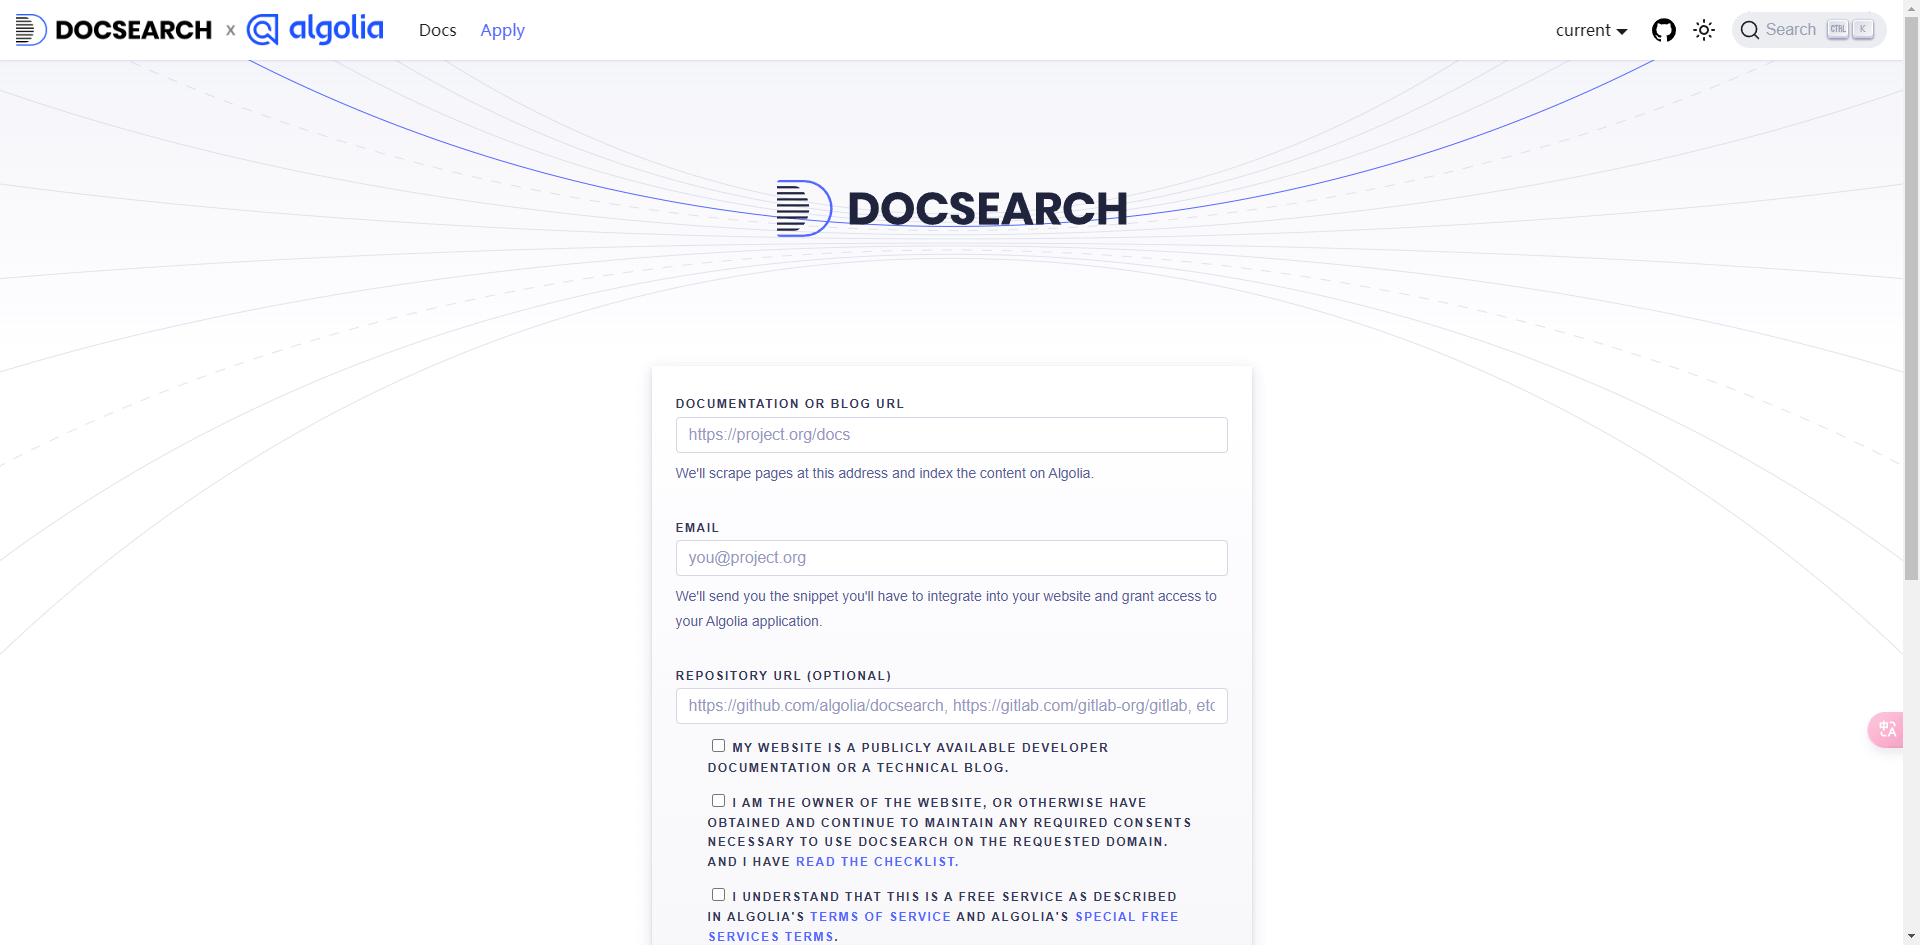 DOCSEARCH x algolia Docs Apply current Search CTRL K
DOCSEARCH
DOCUMENTATION OR BLOG URL
https://project.org/docs
We'll scrape pages at this address and index the content on Algolia.
EMAIL
you@project.org
We'll send you the snippet you'll have to integrate into your website and grant access to
your Algolia application.
REPOSITORY URL (OPTIONAL)
https://github.com/algolia/docsearch, https://gitlab.com/gitlab-org/gitlab, etc
MY WEBSITE IS A PUBLICLY AVAILABLE DEVELOPER
DOCUMENTATION OR A TECHNICAL BLOG.
I AM THE OWNER OF THE WEBSITE, OR OTHERWISE HAVE
OBTAINED AND CONTINUE TO MAINTAIN ANY REQUIRED CONSENTS
NECESSARY TO USE DOCSEARCH ON THE REQUESTED DOMAIN.
AND I HAVE READ THE CHECKLIST.
I UNDERSTAND THAT THIS IS A FREE SERVICE AS DESCRIBED
IN ALGOLIA'S TERMS OF SERVICE AND ALGOLIA'S SPECIAL FREE
SERVICES TERMS.
中A